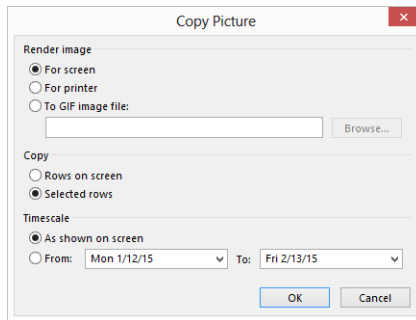 Copy Picture
Render image
For screen
For printer
To GIF image file:
Browse...
Copy
Rows on screen
Selected rows
Timescale
As shown on screen
From: Mon 1/12/15 To: Fri 2/13/15
OK Cancel